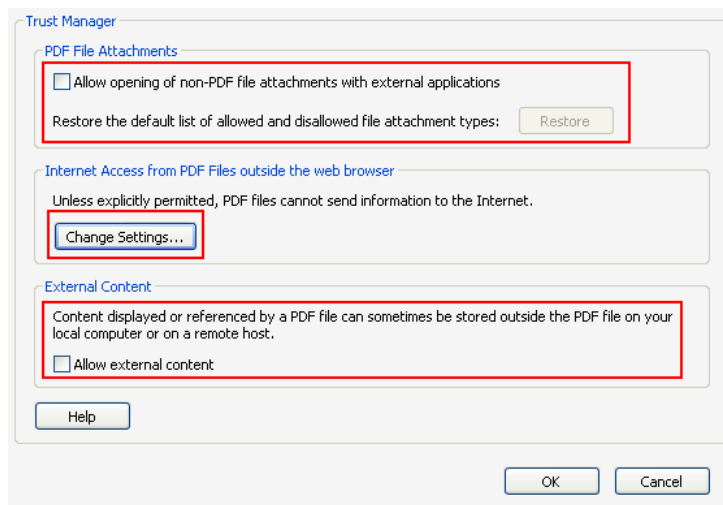 Trust Manager
PDF File Attachments
Allow opening of non-PDF file attachments with external applications
Restore the default list of allowed and disallowed file attachment types: Restore
Internet Access from PDF Files outside the web browser
Unless explicitly permitted, PDF files cannot send information to the Internet.
Change Settings...
External Content
Content displayed or referenced by a PDF file can sometimes be stored outside the PDF file on your
local computer or on a remote host.
Allow external content
Help
OK Cancel